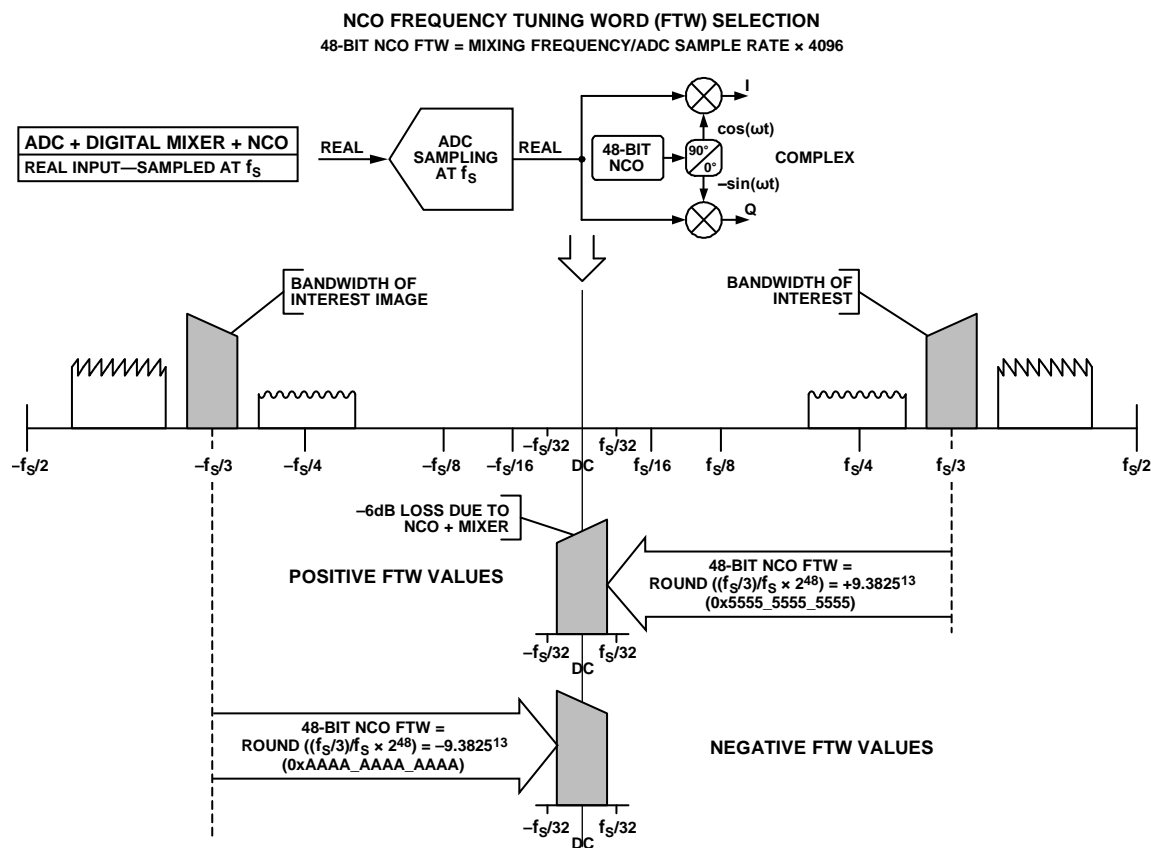 NCO FREQUENCY TUNING WORD (FTW) SELECTION
48-BIT NCO FTW = MIXING FREQUENCY/ADC SAMPLE RATE × 4096
ADC + DIGITAL MIXER + NCO
REAL INPUT—SAMPLED AT fS
REAL
ADC
SAMPLING
AT fS
REAL
48-BIT
NCO
90°
0°
I
cos(ωt)
COMPLEX
–sin(ωt)
Q
BANDWIDTH OF
INTEREST IMAGE
BANDWIDTH OF
INTEREST
–fS/2
–fS/3
–fS/4
–fS/8
–fS/16
–fS/32
DC
fS/32
fS/16
fS/8
fS/4
fS/3
fS/2
–6dB LOSS DUE TO
NCO + MIXER
POSITIVE FTW VALUES
48-BIT NCO FTW =
ROUND ((fS/3)/fS × 2^48) = +9.3825^13
(0x5555_5555_5555)
–fS/32
DC
fS/32
48-BIT NCO FTW =
ROUND ((fS/3)/fS × 2^48) = –9.3825^13
(0xAAAA_AAAA_AAAA)
NEGATIVE FTW VALUES
–fS/32
DC
fS/32